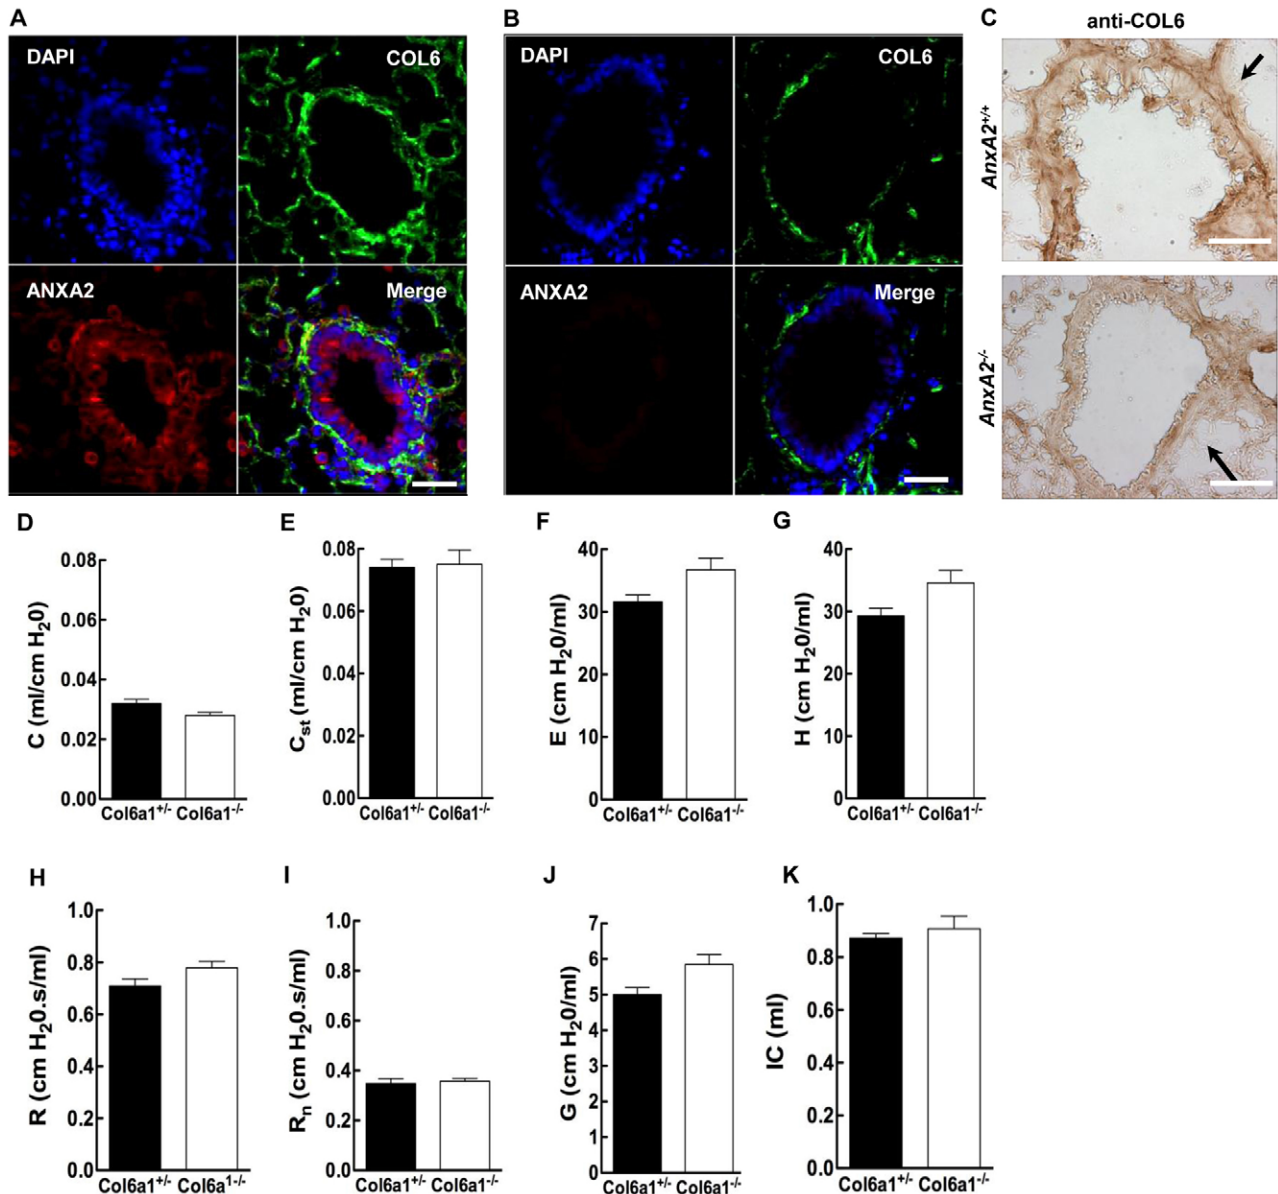 A
B
C
anti-COL6
DAPI
COL6
DAPI
COL6
AnxA2+/+
ANXA2
Merge
ANXA2
Merge
AnxA2-/-
D
E
F
G
C (ml/cm H20)
0.08
0.06
0.04
0.02
0.00
Col6a1+/- Col6a1-/-
Cst (ml/cm H20)
0.08
0.06
0.04
0.02
0.00
Col6a1+/- Col6a1-/-
E (cm H20/ml)
40
30
20
10
0
Col6a1+/- Col6a1-/-
H (cm H20/ml)
40
30
20
10
0
Col6a1+/- Col6a1-/-
H
I
J
K
R (cm H20.s/ml)
1.0
0.8
0.6
0.4
0.2
0.0
Col6a1+/- Col6a1-/-
Rn (cm H20.s/ml)
1.0
0.8
0.6
0.4
0.2
0.0
Col6a1+/- Col6a1-/-
G (cm H20/ml)
7
6
5
4
3
2
1
0
Col6a1+/- Col6a1-/-
IC (ml)
1.0
0.8
0.6
0.4
0.2
0.0
Col6a1+/- Col6a1-/-